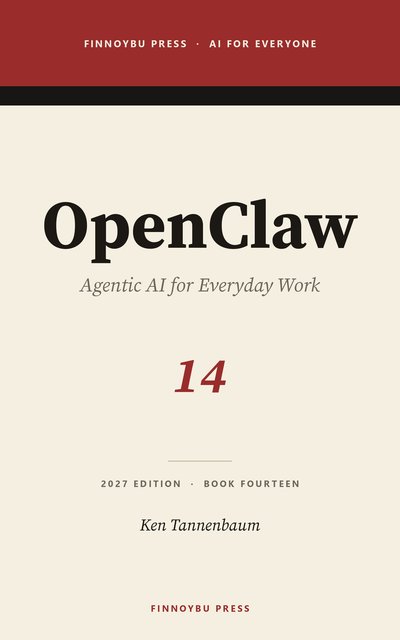 FINNOYBU PRESS · AI FOR EVERYONE
OpenClaw
Agentic AI for Everyday Work
14
2027 EDITION · BOOK FOURTEEN
Ken Tannenbaum
FINNOYBU PRESS